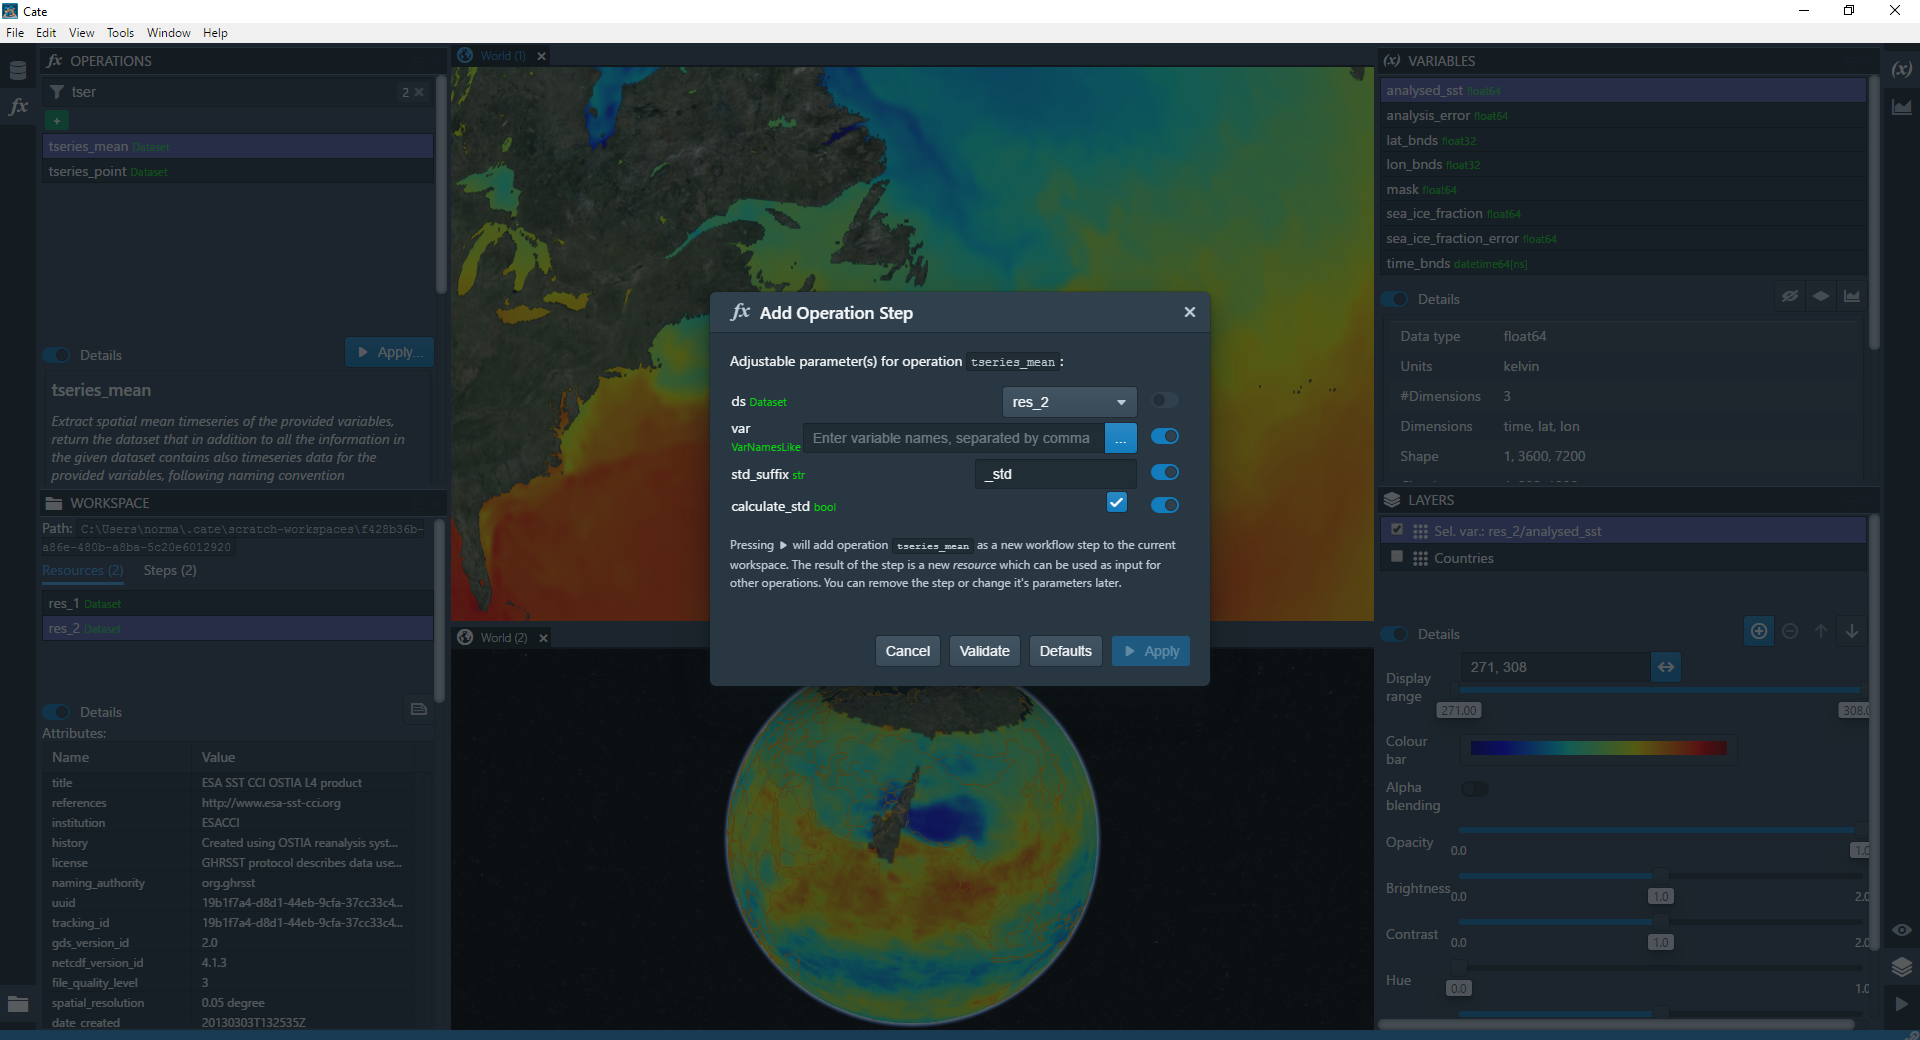 Cate
File Edit View Tools Window Help
fx OPERATIONS
tser 2
+
tseries_mean Dataset
tseries_point Dataset
Details
Apply...
tseries_mean
Extract spatial mean timeseries of the provided variables,
return the dataset that in addition to all the information in
the given dataset contains also timeseries data for the
provided variables, following naming convention
WORKSPACE
Path: C:\Users\norma\.cate\scratch-workspaces\f428b36b-
a86e-480b-a8ba-5c20e6012920
Resources (2) Steps (2)
res_1 Dataset
res_2 Dataset
Details
Attributes:
Name Value
title ESA SST CCI OSTIA L4 product
references http://www.esa-sst-cci.org
institution ESACCI
history Created using OSTIA reanalysis syst...
license GHRSST protocol describes data use...
naming_authority org.ghrsst
uuid 19b1f7a4-d8d1-44eb-9cfa-37cc33c4...
tracking_id 19b1f7a4-d8d1-44eb-9cfa-37cc33c4...
gds_version_id 2.0
netcdf_version_id 4.1.3
file_quality_level 3
spatial_resolution 0.05 degree
date_created 20130303T132535Z
fx
World (1)
World (2)
fx Add Operation Step
Adjustable parameter(s) for operation tseries_mean :
ds Dataset res_2
var
VarNamesLike Enter variable names, separated by comma ...
std_suffix str _std
calculate_std bool
Pressing will add operation tseries_mean as a new workflow step to the current
workspace. The result of the step is a new resource which can be used as input for
other operations. You can remove the step or change it's parameters later.
Cancel Validate Defaults Apply
(x) VARIABLES
(x)
analysed_sst float64
analysis_error float64
lat_bnds float32
lon_bnds float32
mask float64
sea_ice_fraction float64
sea_ice_fraction_error float64
time_bnds datetime64[ns]
Details
Data type float64
Units kelvin
#Dimensions 3
Dimensions time, lat, lon
Shape 1, 3600, 7200
LAYERS
Sel. var.: res_2/analysed_sst
Countries
Details
Display
range
271, 308
271.00 308.0
Colour
bar
Alpha
blending
Opacity 0.0 1.0
Brightness 0.0 1.0 2.0
Contrast 0.0 1.0 2.0
Hue 0.0 1.0